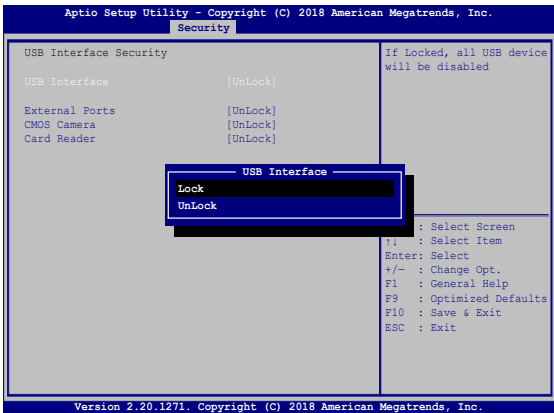 Aptio Setup Utility - Copyright (C) 2018 American Megatrends, Inc.
Security
USB Interface Security
USB Interface [UnLock]
External Ports [UnLock]
CMOS Camera [UnLock]
Card Reader [UnLock]
If Locked, all USB device
will be disabled
USB Interface
Lock
UnLock
: Select Screen
↑↓ : Select Item
Enter: Select
+/— : Change Opt.
F1 : General Help
F9 : Optimized Defaults
F10 : Save & Exit
ESC : Exit
Version 2.20.1271. Copyright (C) 2018 American Megatrends, Inc.